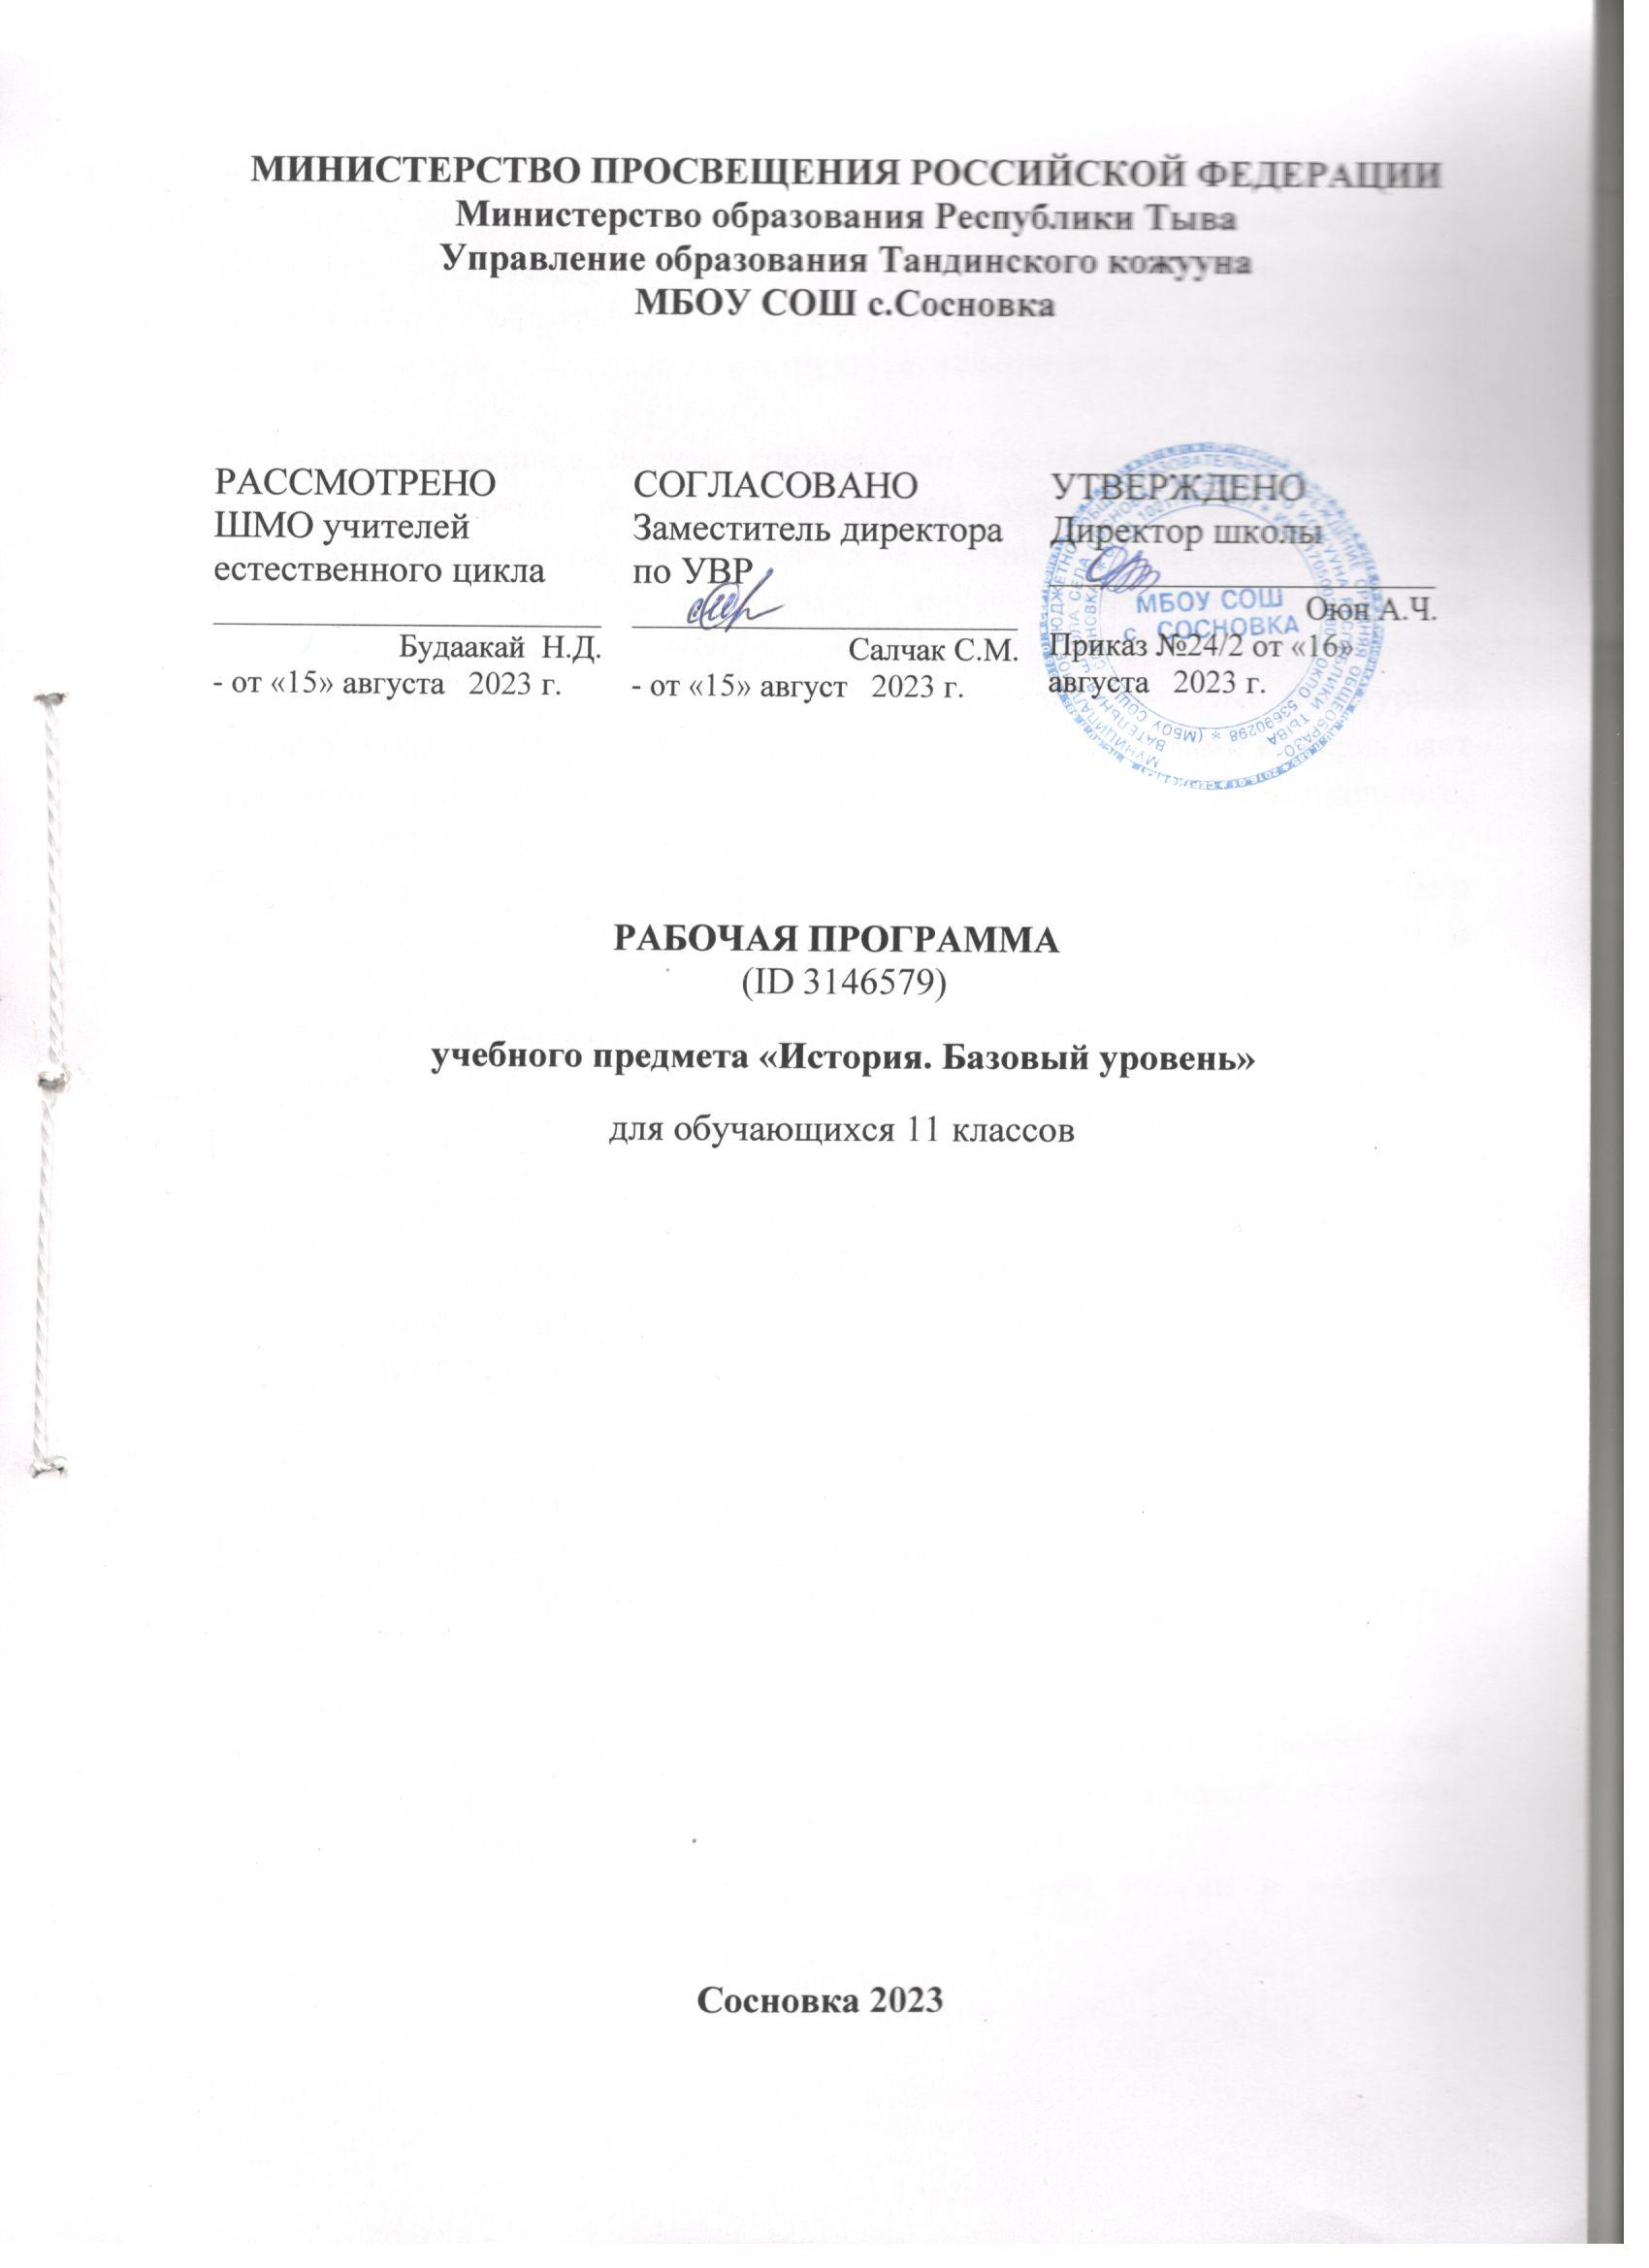 МИНИСТЕРСТВО ПРОСВЕЩЕНИЯ РОССИЙСКОЙ ФЕДЕРАЦИИ
Министерство образования Республики Тыва
Управление образования Тандинского кожууна
МБОУ СОШ с.Сосновка
РАССМОТРЕНО
ШМО учителей
естественного цикла
Будаакай Н.Д.
- от «15» августа 2023 г.
СОГЛАСОВАНО
Заместитель директора
по УВР
Салчак С.М.
- от «15» август 2023 г.
УТВЕРЖДЕНО
Директор школы
Оюн А.Ч.
Приказ №24/2 от «16»
августа 2023 г.
МБОУ СОШ
с СОСНОВКА
РАБОЧАЯ ПРОГРАММА
(ID 3146579)
учебного предмета «История. Базовый уровень»
для обучающихся 11 классов
Сосновка 2023